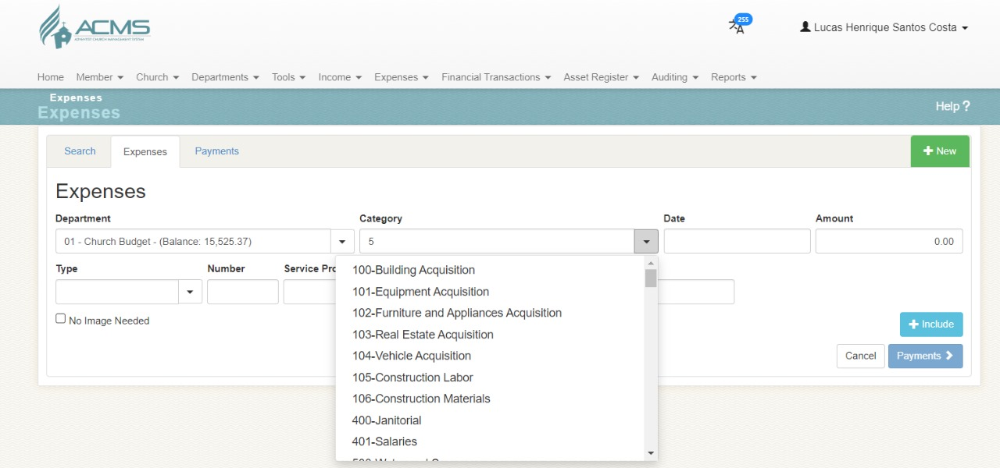 ACMS
ADVENTIST CHURCH MANAGEMENT SYSTEM
255
Lucas Henrique Santos Costa
Home Member Church Departments Tools Income Expenses Financial Transactions Asset Register Auditing Reports
Expenses
Expenses
Help ?
Search Expenses Payments
New
Expenses
Department Category Date Amount
01 - Church Budget - (Balance: 15,525.37) 5 0.00
Type Number Service
No Image Needed
100-Building Acquisition
101-Equipment Acquisition
102-Furniture and Appliances Acquisition
103-Real Estate Acquisition
104-Vehicle Acquisition
105-Construction Labor
106-Construction Materials
400-Janitorial
401-Salaries
Include
Cancel Payments